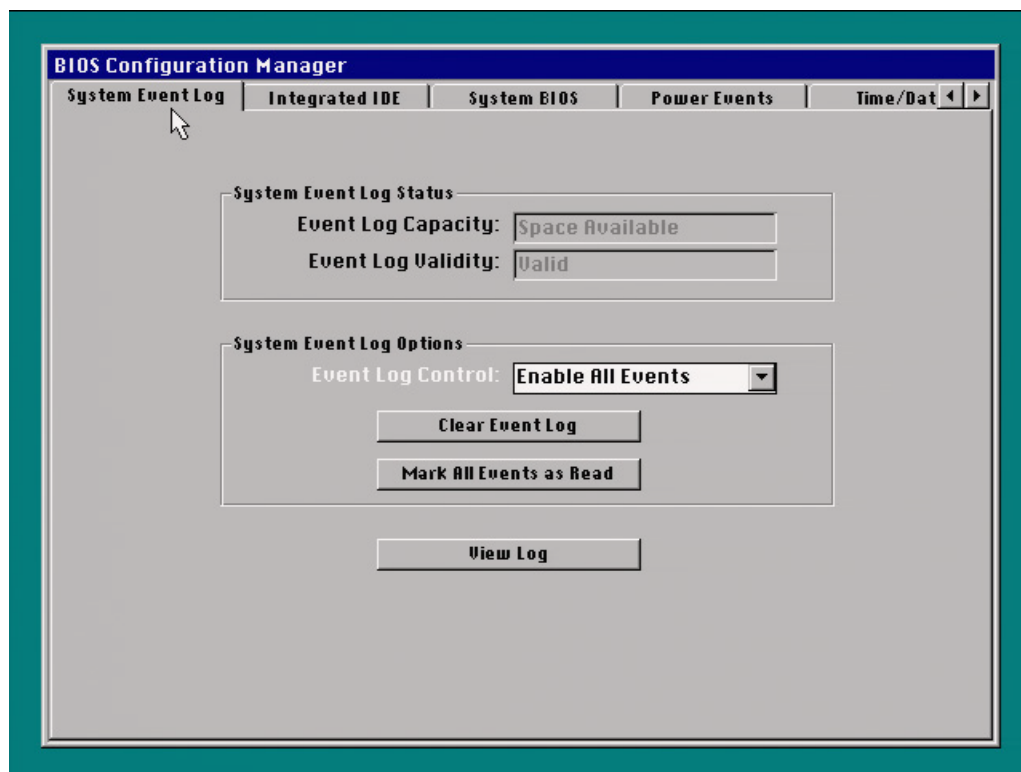 BIOS Configuration Manager
System Event Log Integrated IDE System BIOS Power Events Time/Dat
System Event Log Status
Event Log Capacity: Space Available
Event Log Validity: Valid
System Event Log Options
Event Log Control: Enable All Events
Clear Event Log
Mark All Events as Read
View Log